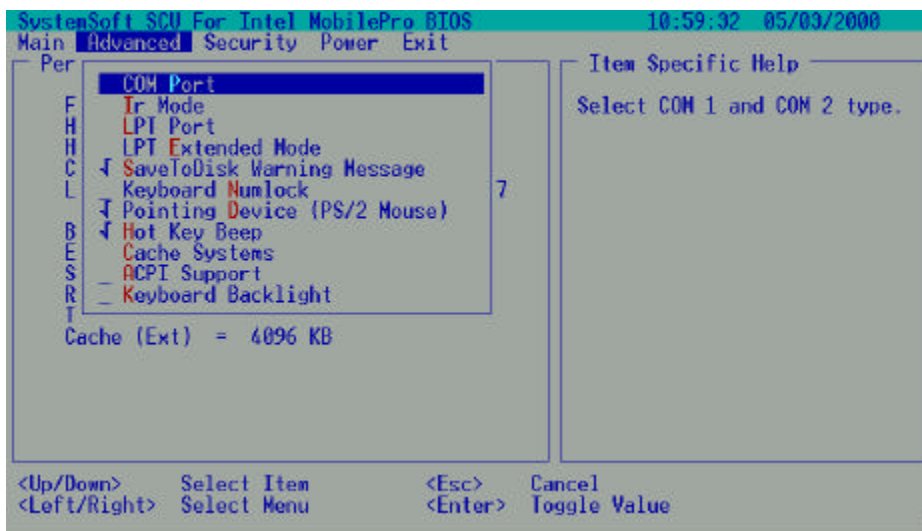 SystemSoft SCU For Intel MobilePro BIOS 10:59:32 05/03/2000
Main Advanced Security Power Exit
Per
Item Specific Help
COM Port
F Ir Mode
Select COM 1 and COM 2 type.
H LPT Port
H LPT Extended Mode
C √ SaveToDisk Warning Message
L _ Keyboard Numlock 7
√ Pointing Device (PS/2 Mouse)
B √ Hot Key Beep
E Cache Systems
S _ ACPI Support
R _ Keyboard Backlight
T
Cache (Ext) = 4096 KB
<Up/Down> Select Item <Esc> Cancel
<Left/Right> Select Menu <Enter> Toggle Value